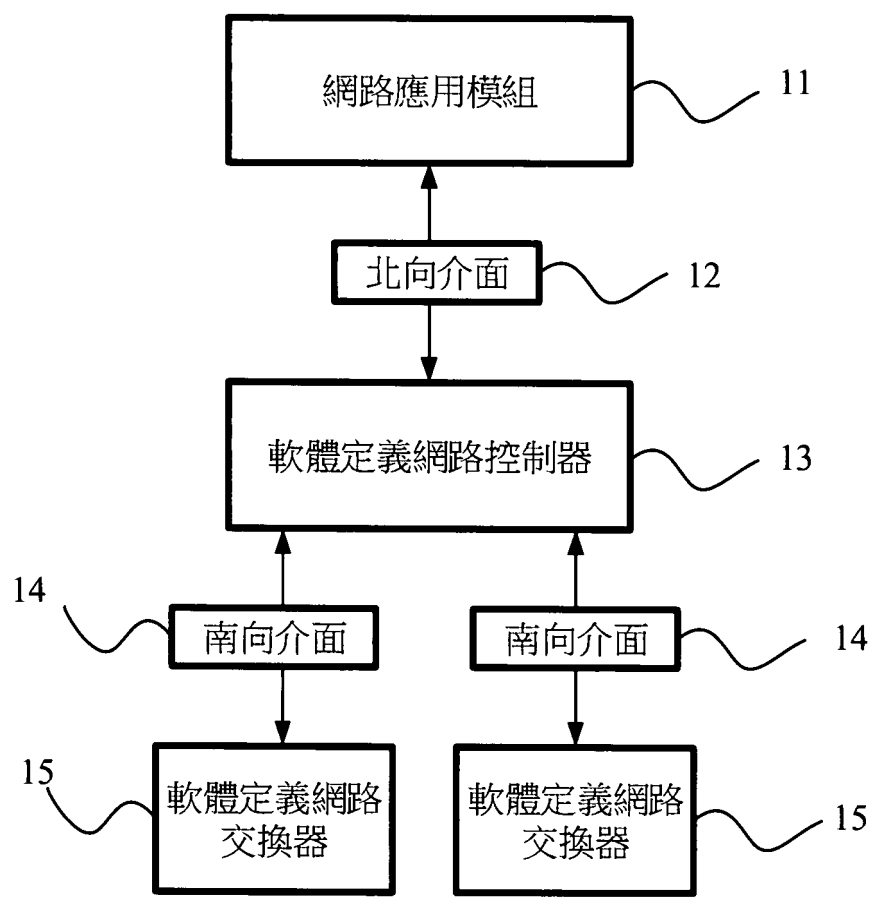 網路應用模組
11
北向介面
12
軟體定義網路控制器
13
14
南向介面
南向介面
14
15
軟體定義網路
交換器
軟體定義網路
交換器
15